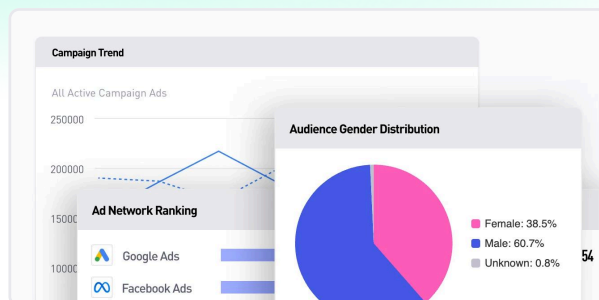 Campaign Trend
All Active Campaign Ads
250000
200000
Audience Gender Distribution
Ad Network Ranking
Google Ads
Facebook Ads
Female: 38.5%
Male: 60.7%
Unknown: 0.8%
54